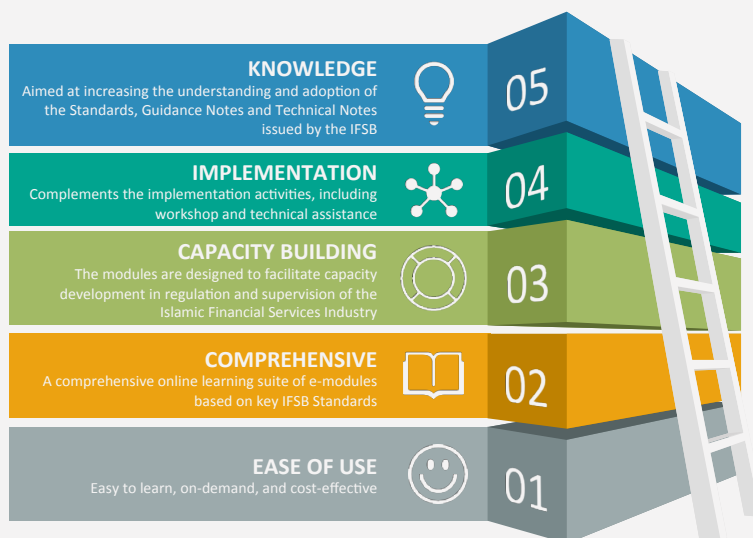 KNOWLEDGE
Aimed at increasing the understanding and adoption of
the Standards, Guidance Notes and Technical Notes
issued by the IFSB
05
IMPLEMENTATION
Complements the implementation activities, including
workshop and technical assistance
04
CAPACITY BUILDING
The modules are designed to facilitate capacity
development in regulation and supervision of the
Islamic Financial Services Industry
03
COMPREHENSIVE
A comprehensive online learning suite of e-modules
based on key IFSB Standards
02
EASE OF USE
Easy to learn, on-demand, and cost-effective
01